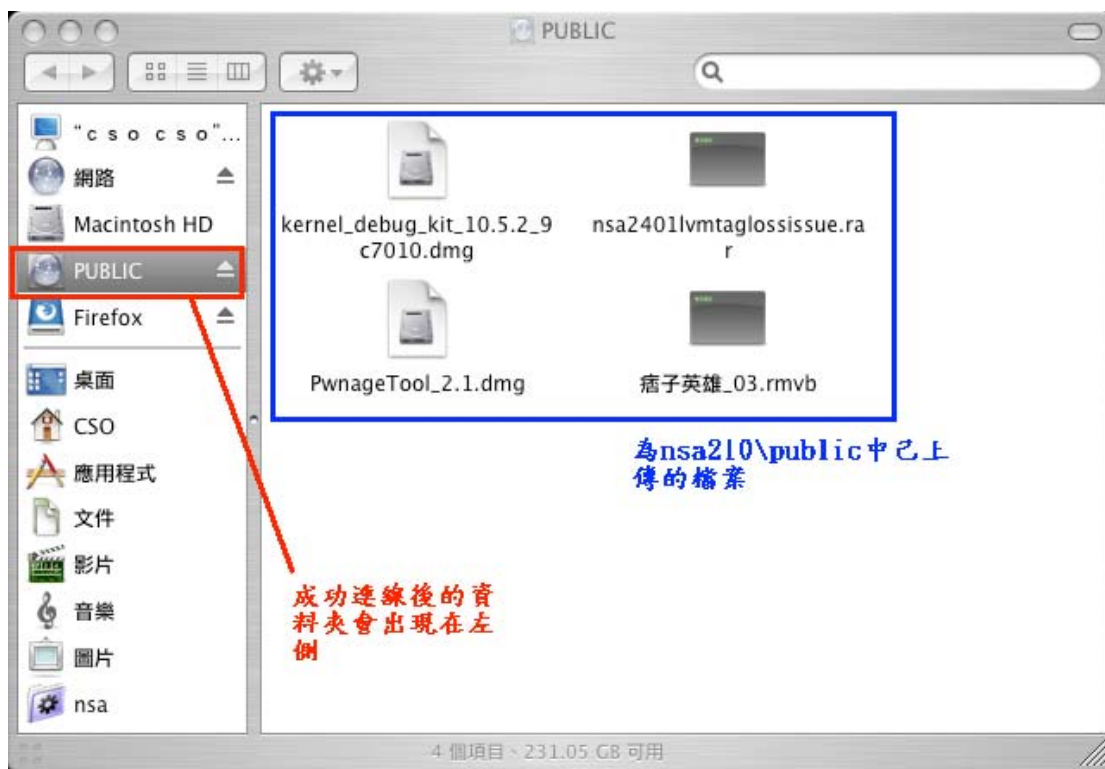 PUBLIC
"cso cso"...
網路
Macintosh HD
PUBLIC
Firefox
桌面
CSO
應用程式
文件
影片
音樂
圖片
nsa
kernel_debug_kit_10.5.2_9
c7010.dmg
nsa2401lvmtaglossissue.ra
r
PwnageTool_2.1.dmg
痞子英雄_03.rmvb
為nsa210\public中已上
傳的檔案
成功連線後的資
料夾會出現在左
側
4 個項目、231.05 GB 可用